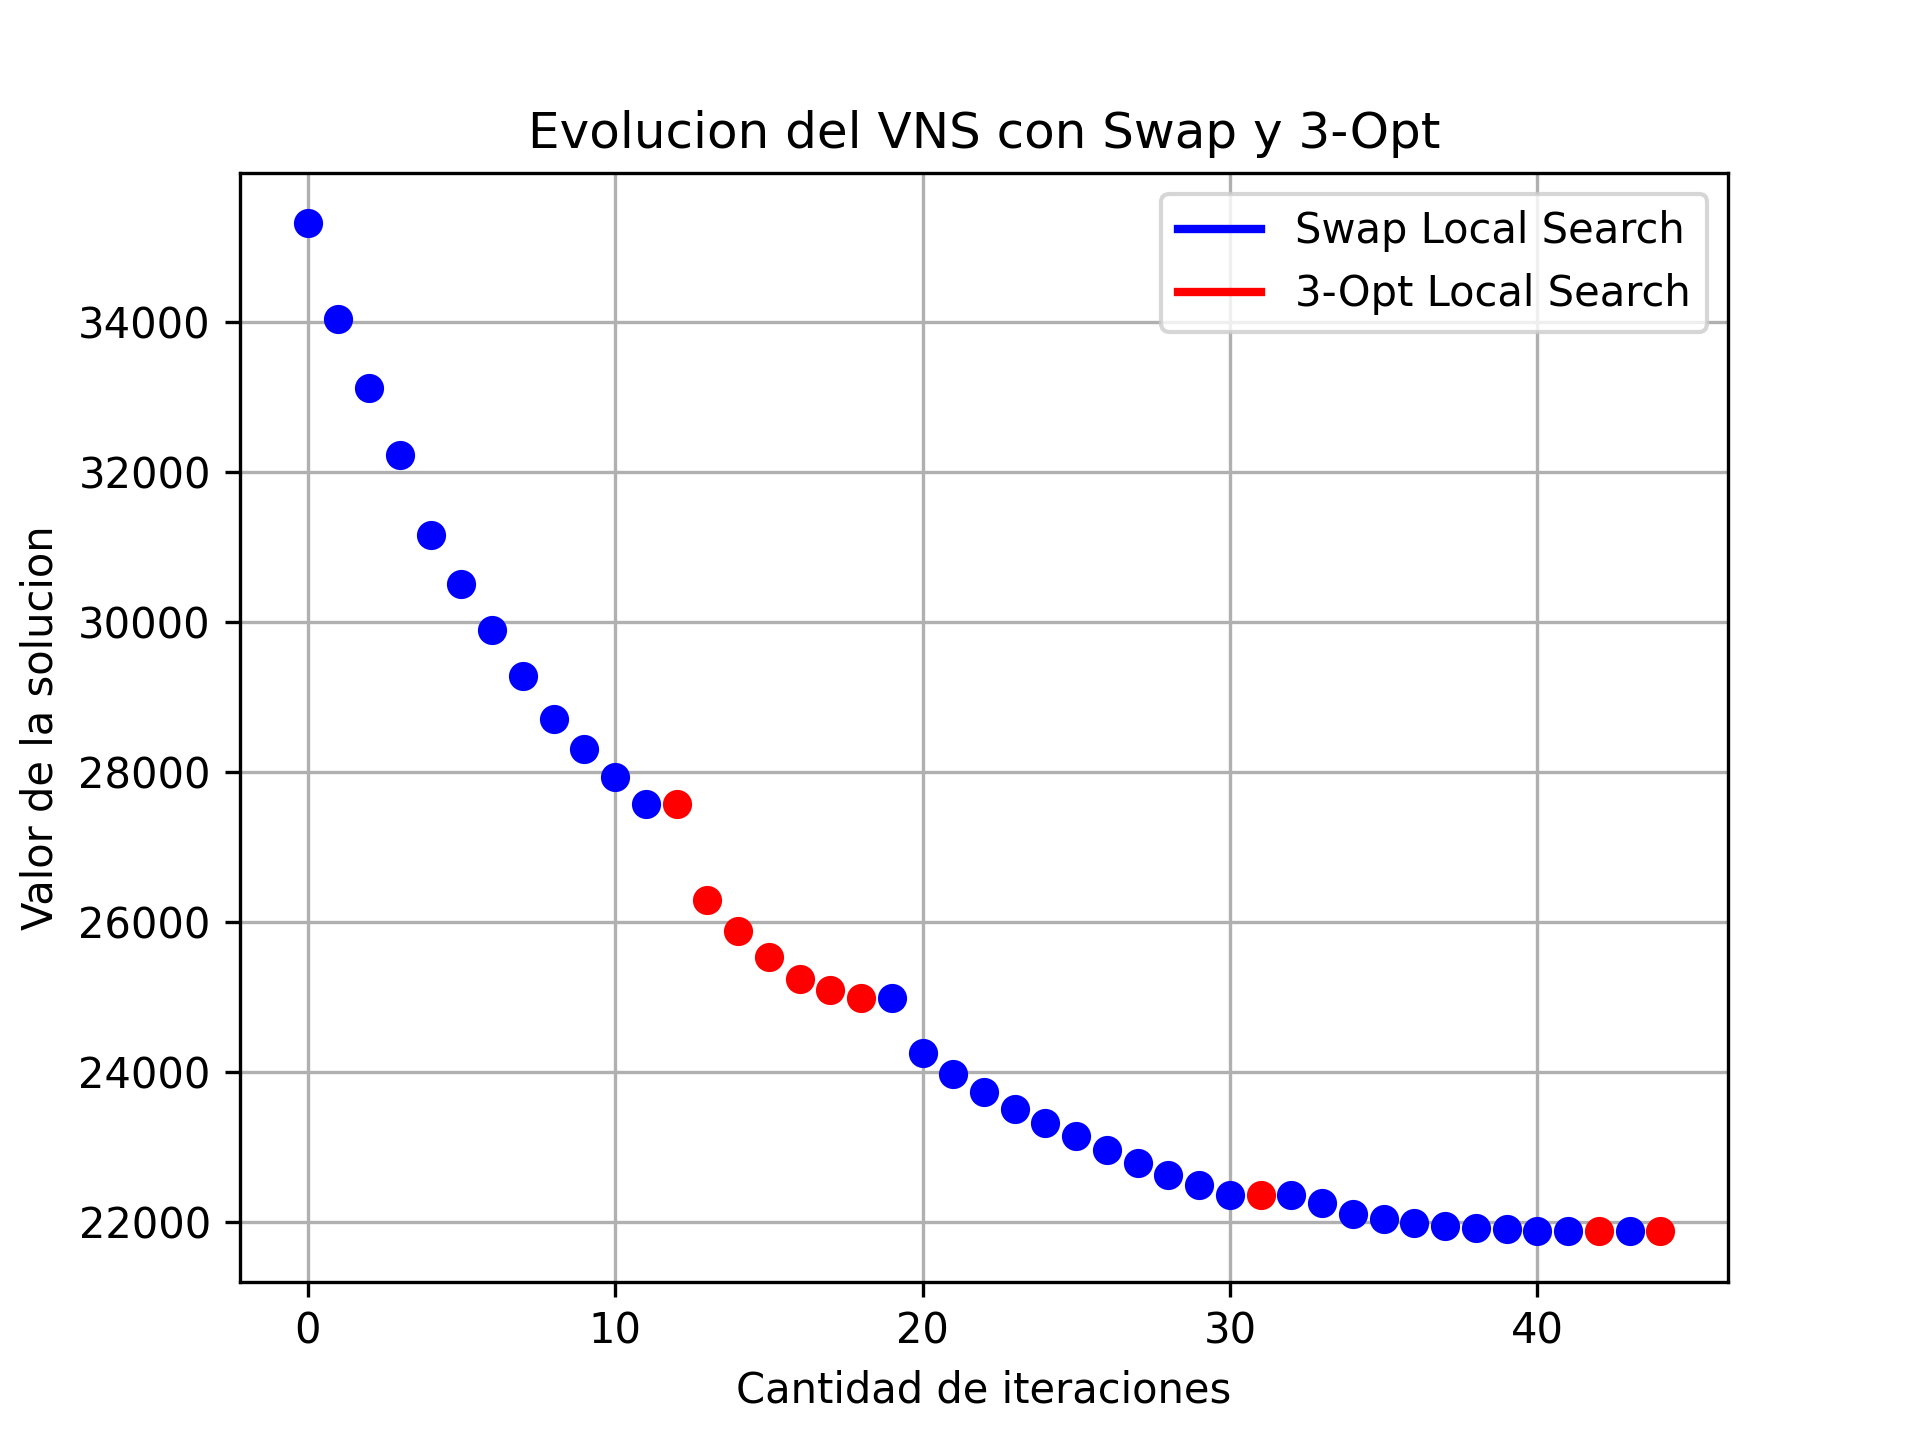 Evolucion del VNS con Swap y 3-Opt
Swap Local Search
3-Opt Local Search
Valor de la solucion
34000
32000
30000
28000
26000
24000
22000
0 10 20 30 40
Cantidad de iteraciones